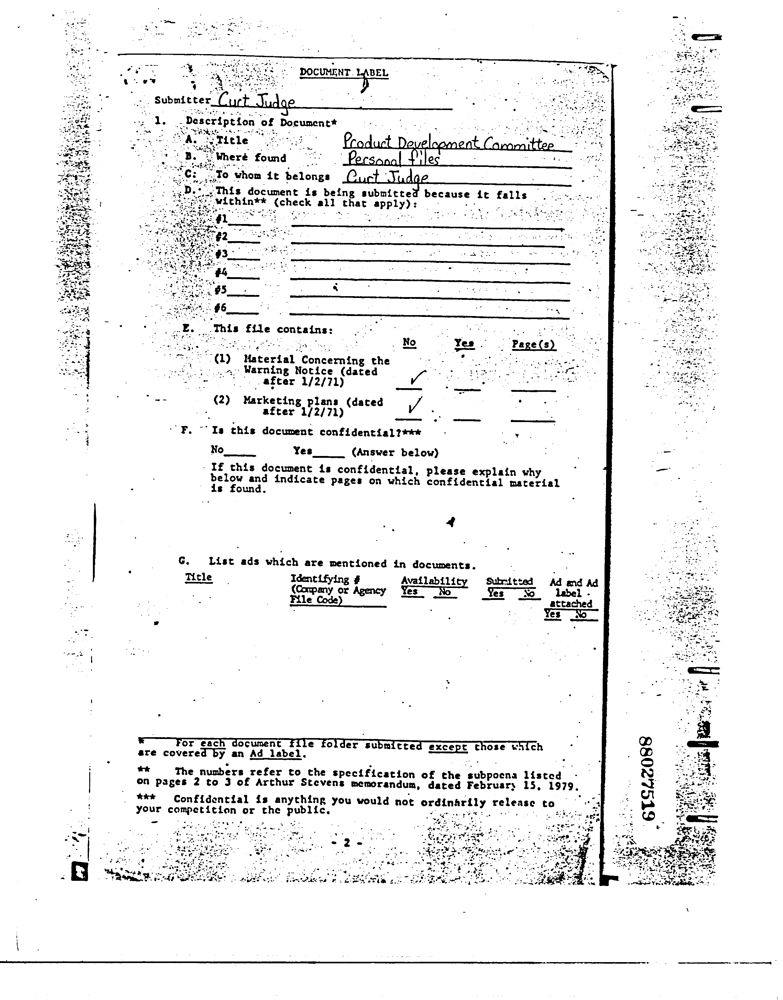 DOCUMENT LABEL
Submitter Curt Judge
1. Description of Document*
A. Title Product Development Committee
B. Where found Personal files
C. To whom it belongs Curt Judge
D. This document is being submitted because it falls
within** (check all that apply):
#1
#2
#3
#4
#5
#6
E. This file contains:
No Yes Page(s)
(1) Material Concerning the
Warning Notice (dated
after 1/2/71) ✓
(2) Marketing plans (dated
after 1/2/71) ✓
F. Is this document confidential?***
No Yes (Answer below)
If this document is confidential, please explain why
below and indicate pages on which confidential material
is found.
G. List ads which are mentioned in documents.
Title Identifying # Availability Submitted Ad and Ad
(Company or Agency Yes No Yes No label
File Code) attached
Yes No
* For each document file folder submitted except those which
are covered by an Ad label.
** The numbers refer to the specification of the subpoena listed
on pages 2 to 3 of Arthur Stevens memorandum, dated February 15, 1979.
*** Confidential is anything you would not ordinarily release to
your competition or the public.
- 2 -
88027519